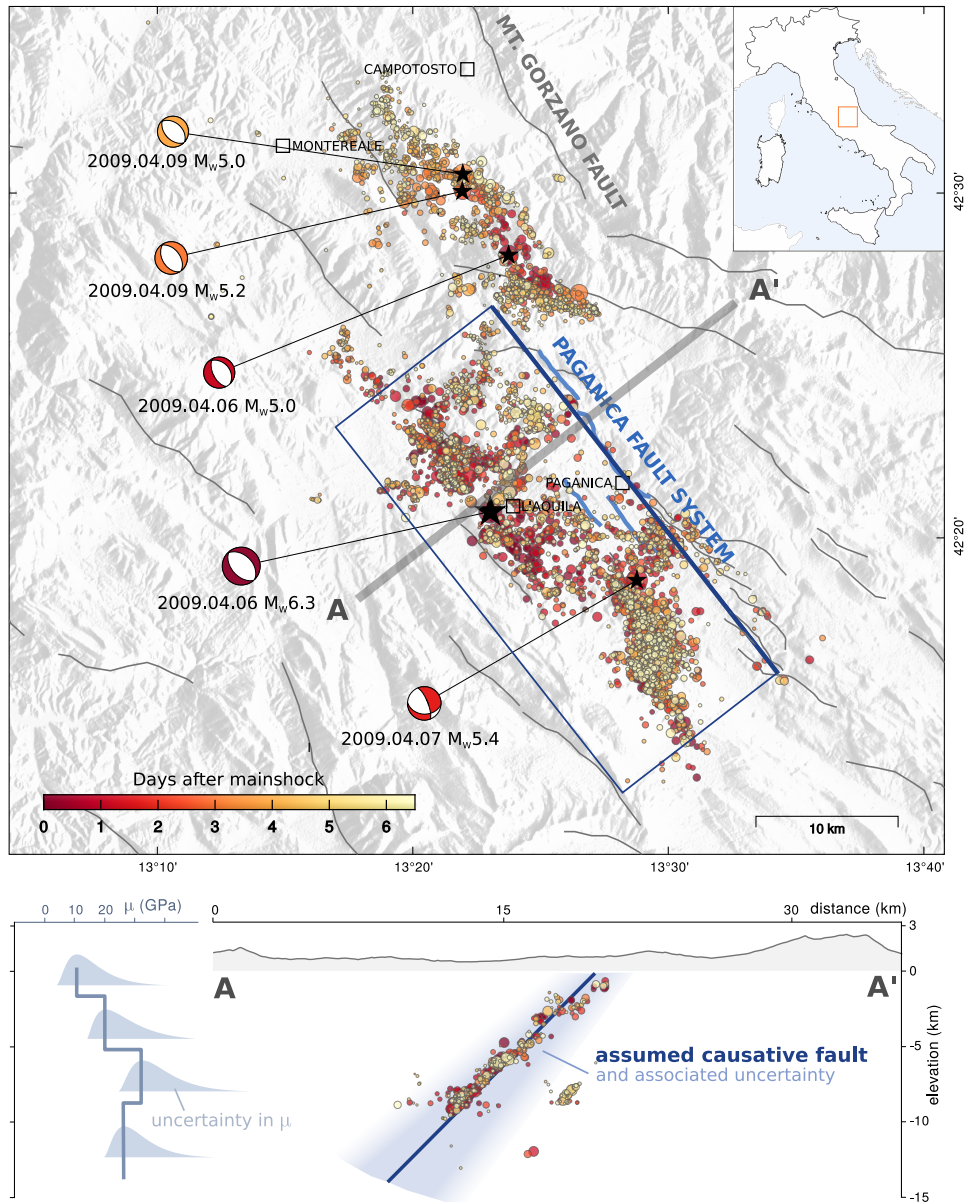 MT. GORZANO FAULT
CAMPOTOSTO
MONTEREALE
2009.04.09 Mw5.0
42°30'
2009.04.09 Mw5.2
A'
2009.04.06 Mw5.0
PAGANICA FAULT SYSTEM
PAGANICA
L'AQUILA
42°20'
2009.04.06 Mw6.3
A
2009.04.07 Mw5.4
Days after mainshock
0 1 2 3 4 5 6
10 km
13°10' 13°20' 13°30' 13°40'
μ (GPa)
0 10 20
0 15 30 distance (km)
3
0
-5
-10
-15
elevation (km)
A A'
assumed causative fault
and associated uncertainty
uncertainty in μ